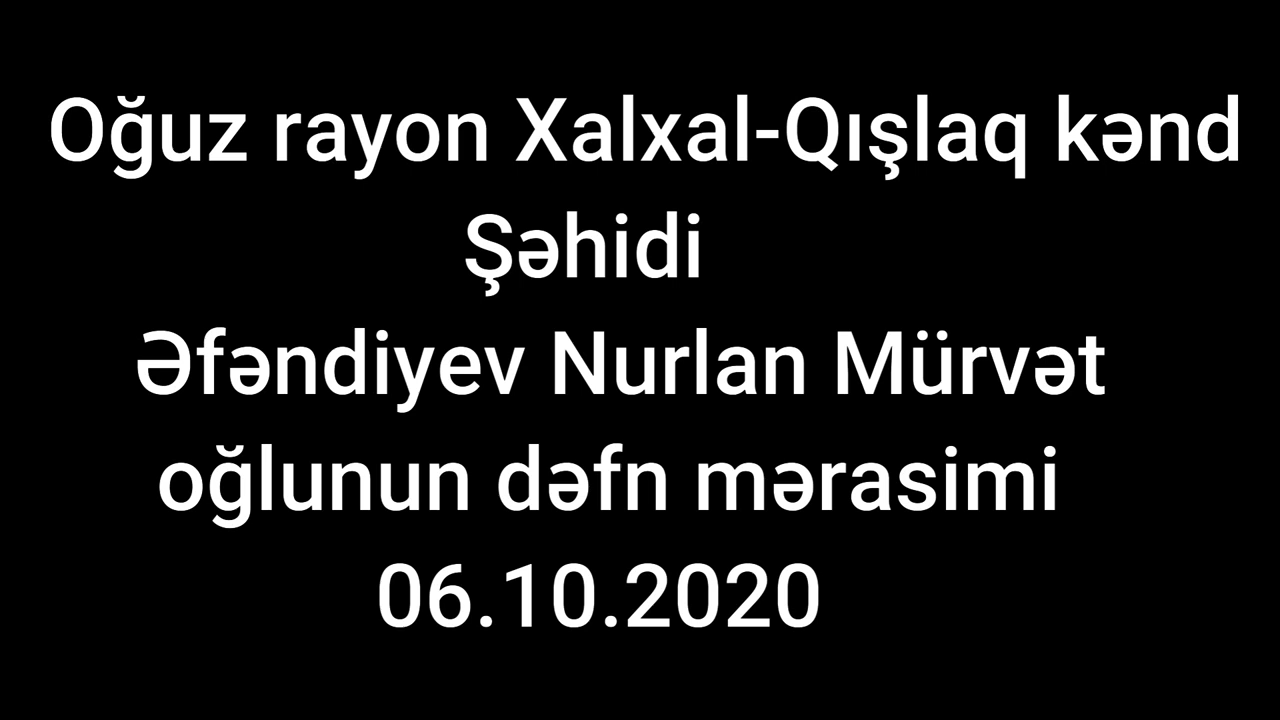 Oğuz rayon Xalxal-Qışlaq kənd
Şəhidi
Əfəndiyev Nurlan Mürvət
oğlunun dəfn mərasimi
06.10.2020